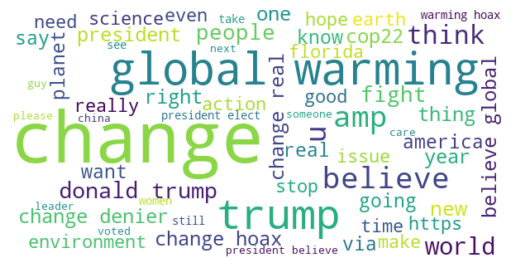 need science even take one hope earth warming hoax
say president people know cop22 think
see next florida
planet global warming
guy really right action good fight
please china president elect change real someone u amp thing believe global
change real care america
want issue year
donald trump stop believe
leader women trump going new
change denier time https
voted still via make world
environment change hoax president believe